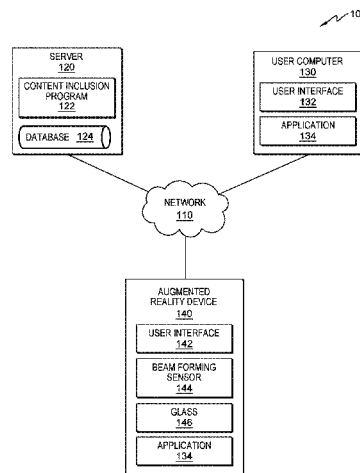 10
SERVER
120
CONTENT INCLUSION
PROGRAM
122
DATABASE 124
USER COMPUTER
130
USER INTERFACE
132
APPLICATION
134
NETWORK
110
AUGMENTED
REALITY DEVICE
140
USER INTERFACE
142
BEAM FORMING
SENSOR
144
GLASS
146
APPLICATION
134